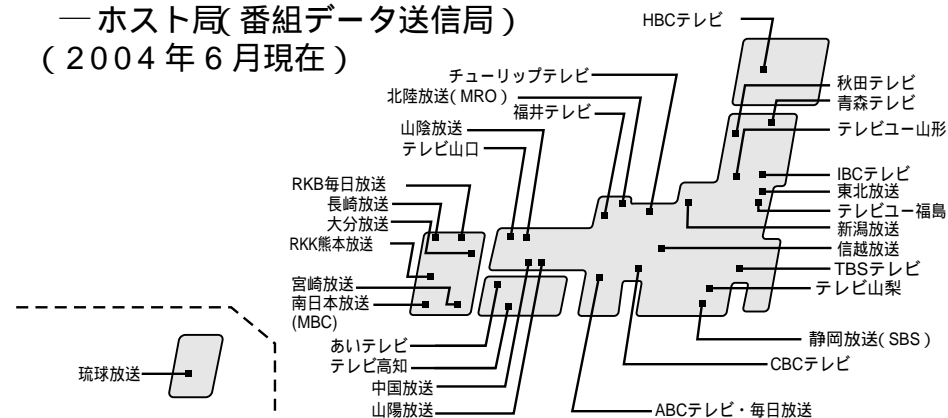 ―ホスト局(番組データ送信局)
(2004年6月現在)
HBCテレビ
チューリップテレビ
北陸放送(MRO)
福井テレビ
山陰放送
テレビ山口
RKB毎日放送
長崎放送
大分放送
RKK熊本放送
宮崎放送
南日本放送
(MBC)
あいテレビ
テレビ高知
中国放送
山陽放送
琉球放送
秋田テレビ
青森テレビ
テレビユー山形
IBCテレビ
東北放送
テレビユー福島
新潟放送
信越放送
TBSテレビ
テレビ山梨
静岡放送(SBS)
CBCテレビ
ABCテレビ・毎日放送